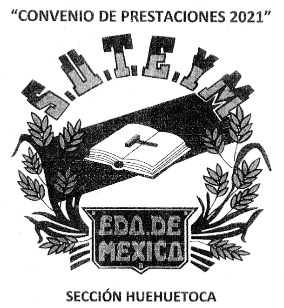 “CONVENIO DE PRESTACIONES 2021”
S.U.T.E.Y M
EDO. DE
MEXICO
SECCIÓN HUEHUETOCA